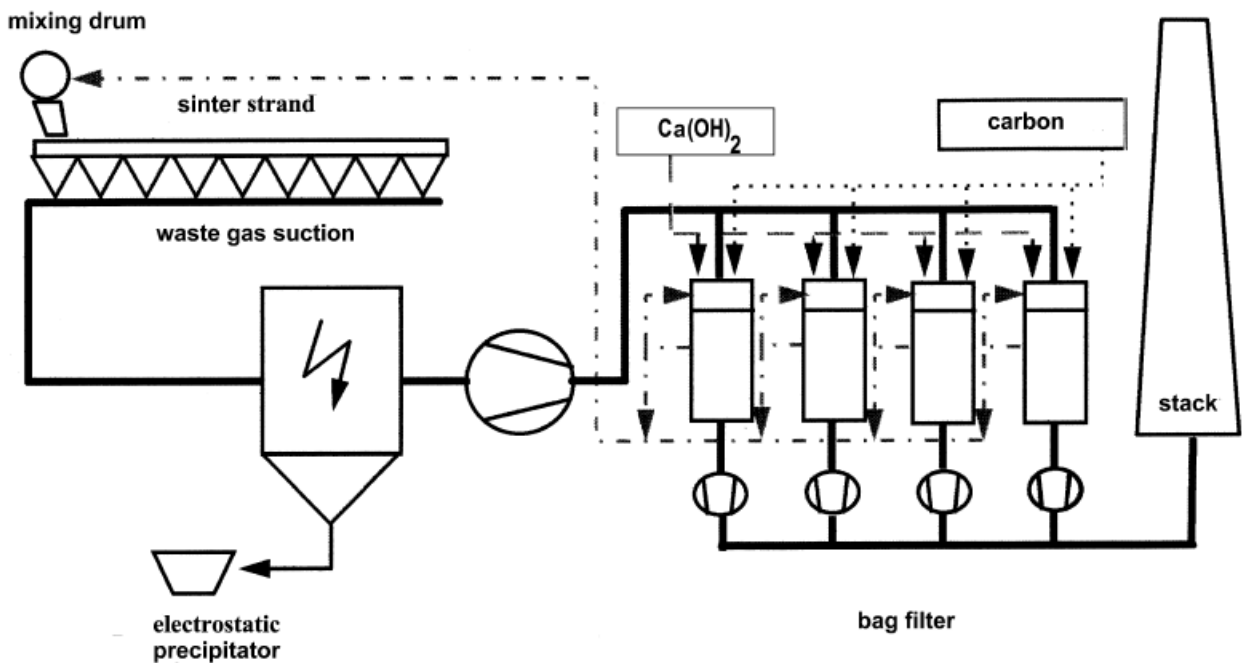 mixing drum
sinter strand
Ca(OH)2
carbon
waste gas suction
stack
electrostatic
precipitator
bag filter